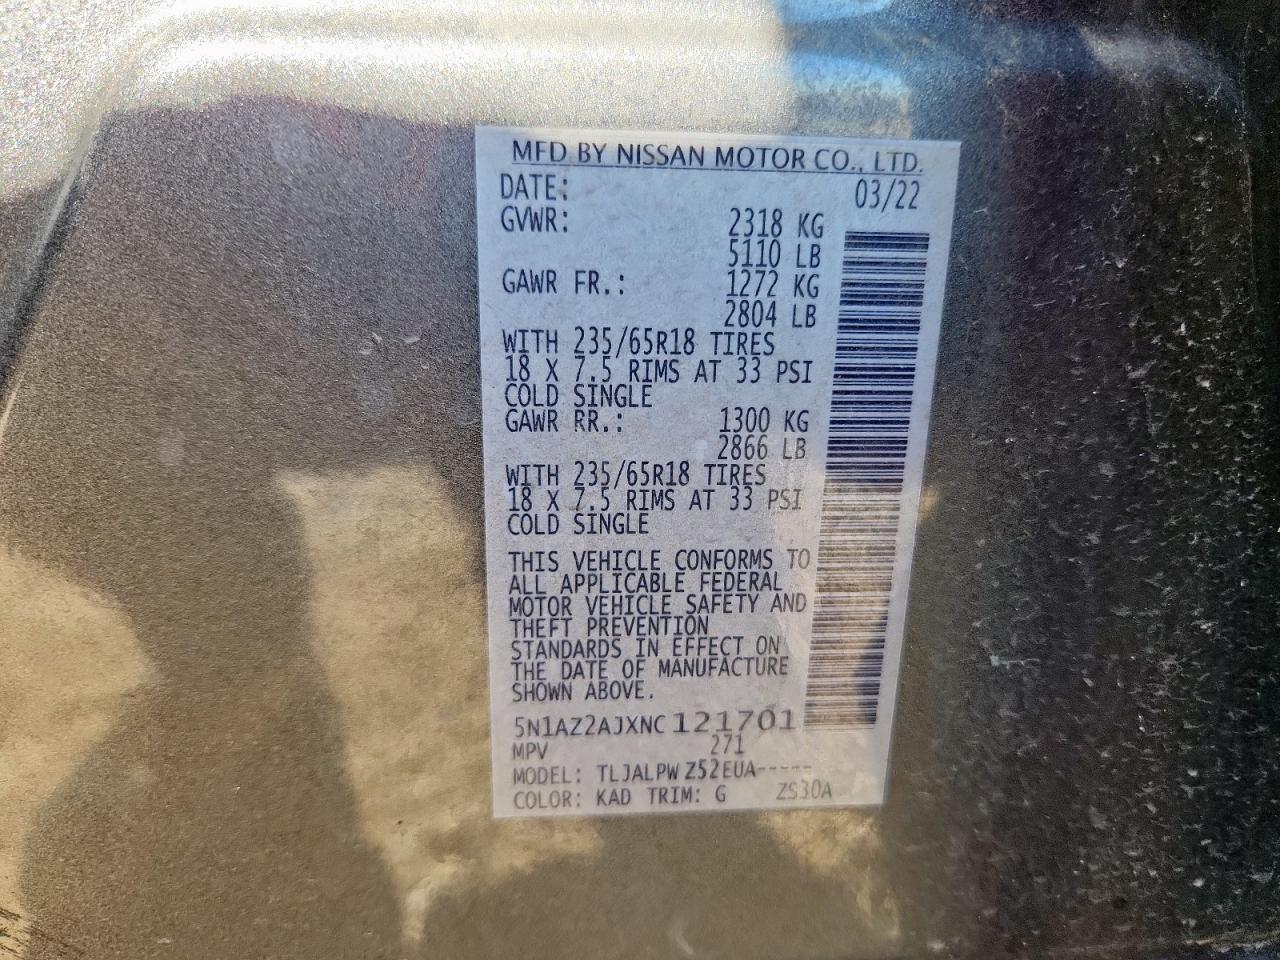 MFD BY NISSAN MOTOR CO., LTD.
DATE: 03/22
GVWR: 2318 KG
5110 LB
GAWR FR.: 1272 KG
2804 LB
WITH 235/65R18 TIRES
18 X 7.5 RIMS AT 33 PSI
COLD SINGLE
GAWR RR.: 1300 KG
2866 LB
WITH 235/65R18 TIRES
18 X 7.5 RIMS AT 33 PSI
COLD SINGLE
THIS VEHICLE CONFORMS TO
ALL APPLICABLE FEDERAL
MOTOR VEHICLE SAFETY AND
THEFT PREVENTION
STANDARDS IN EFFECT ON
THE DATE OF MANUFACTURE
SHOWN ABOVE.
5N1AZ2AJXNC 121701
MPV 271
MODEL: TLJALPW Z52EUA-----
COLOR: KAD TRIM: G ZS30A